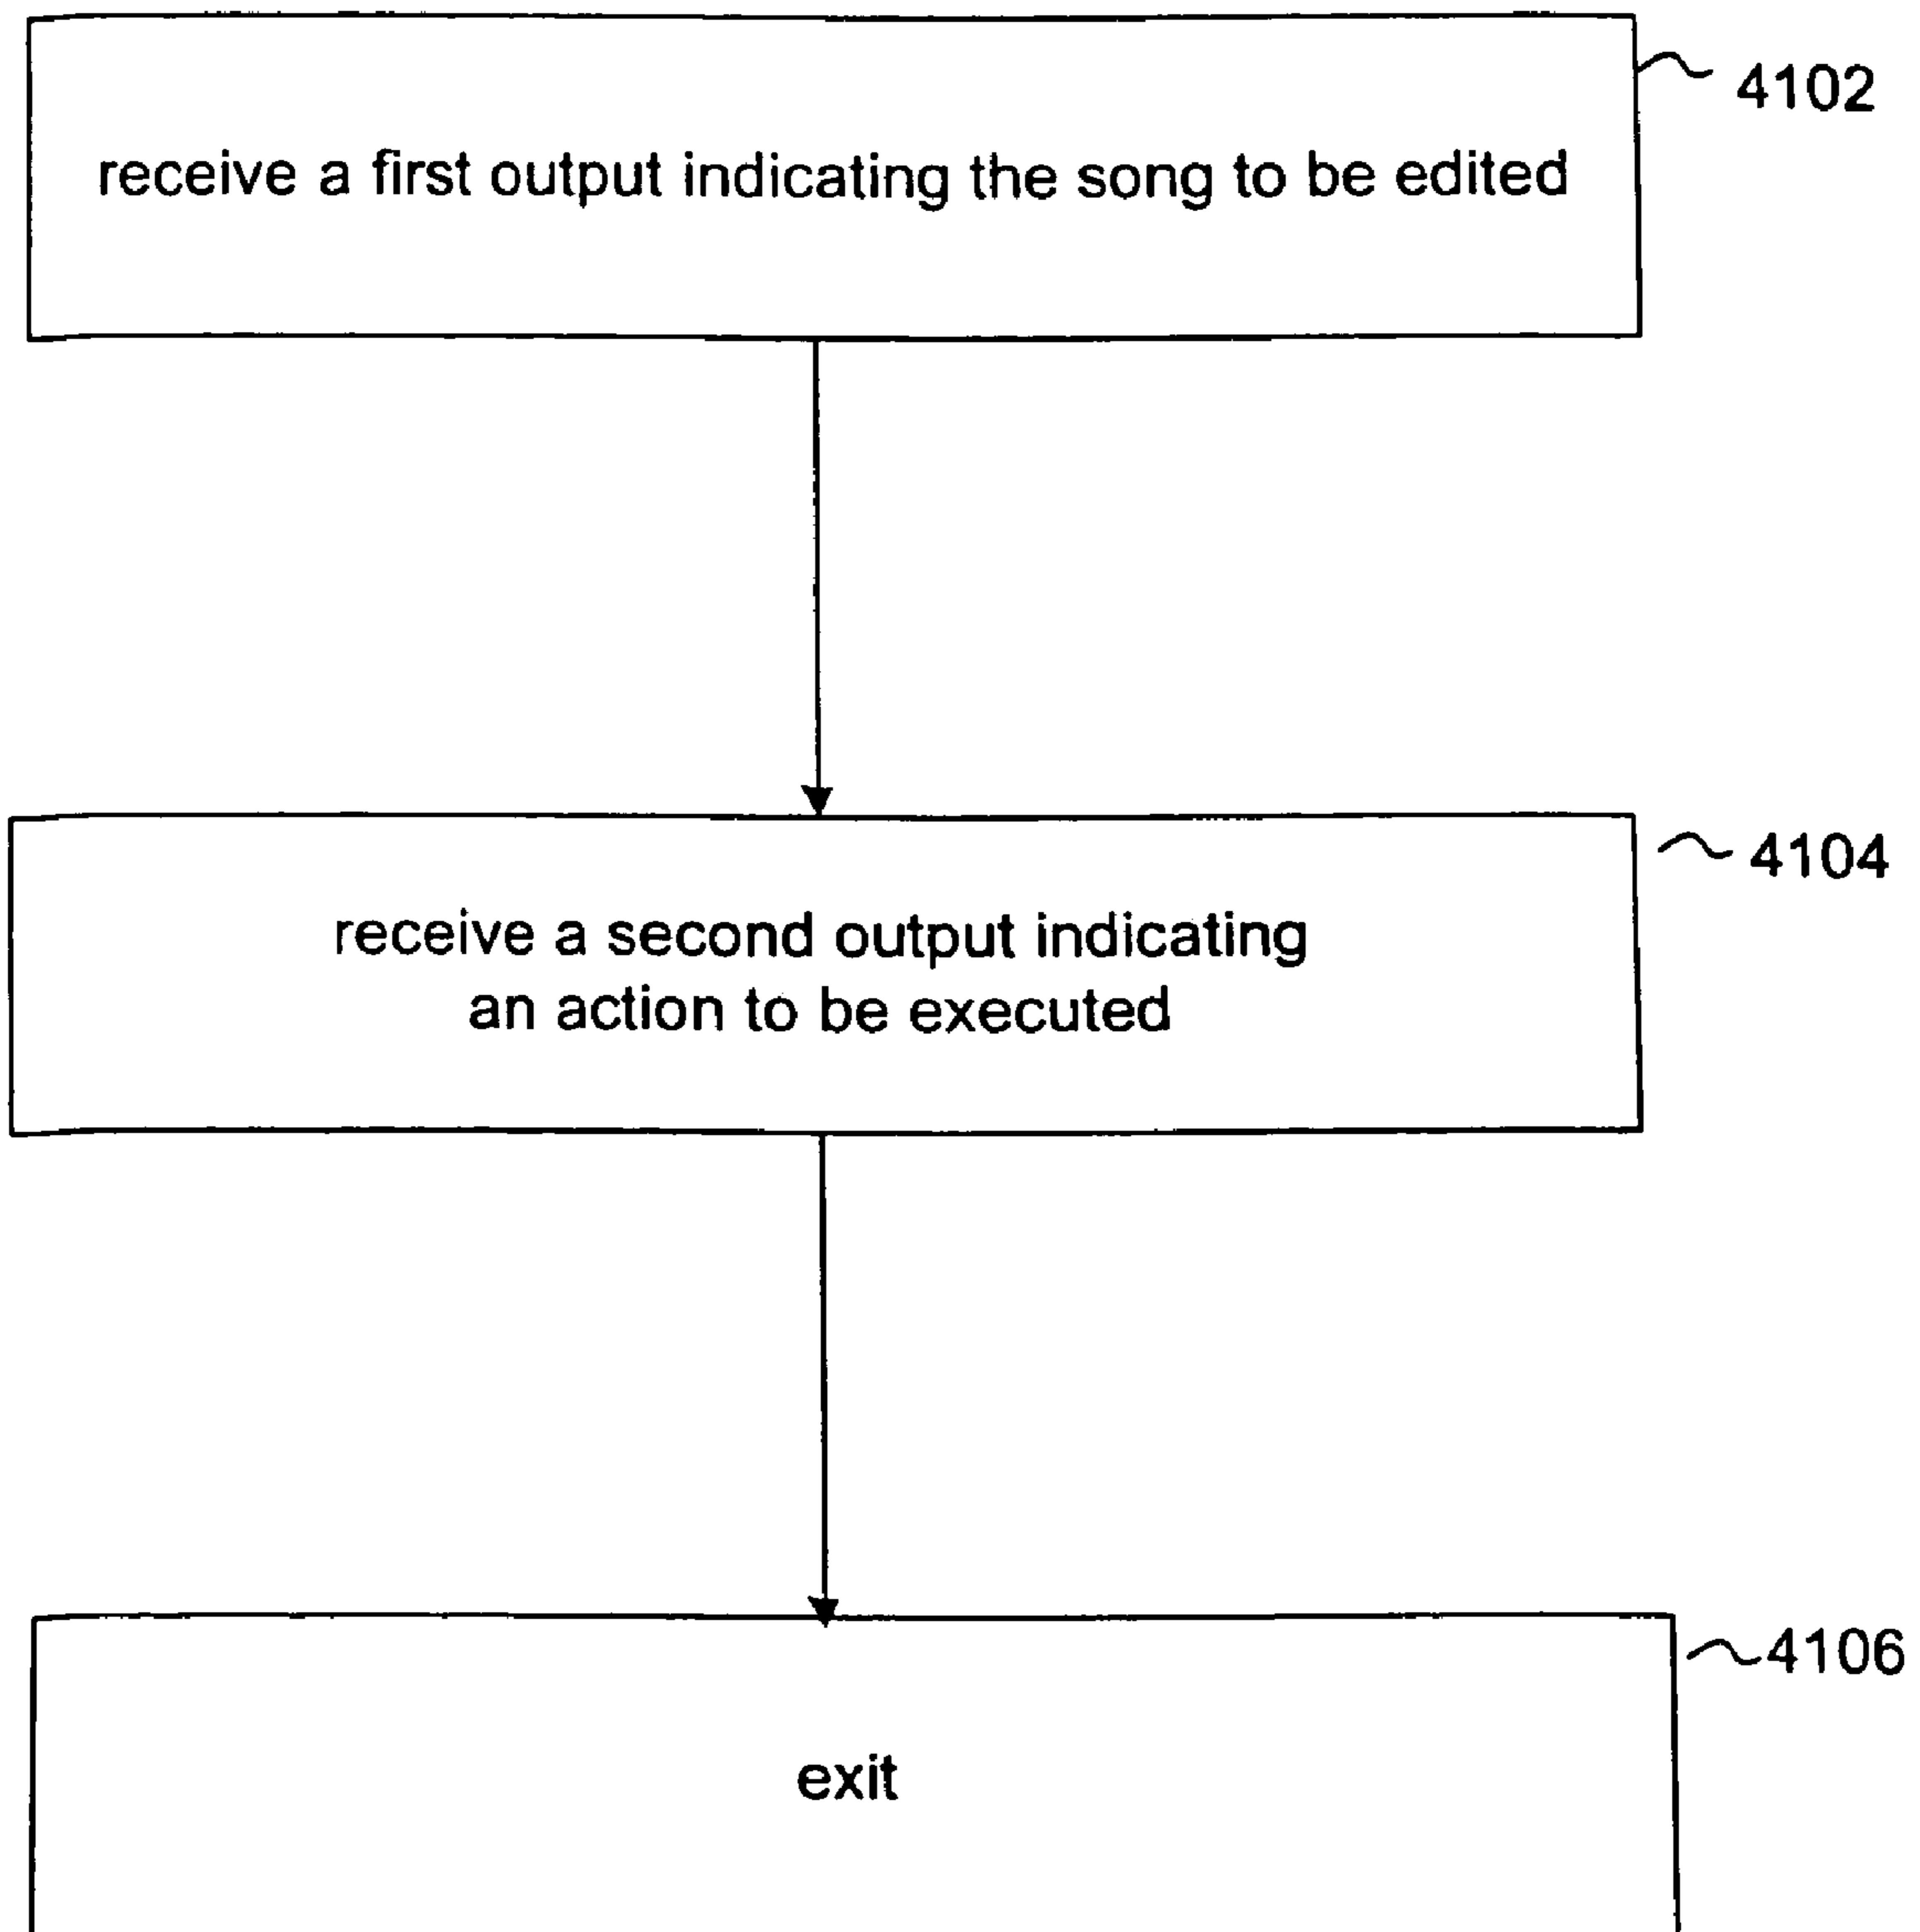 4102
receive a first output indicating the song to be edited
4104
receive a second output indicating
an action to be executed
4106
exit